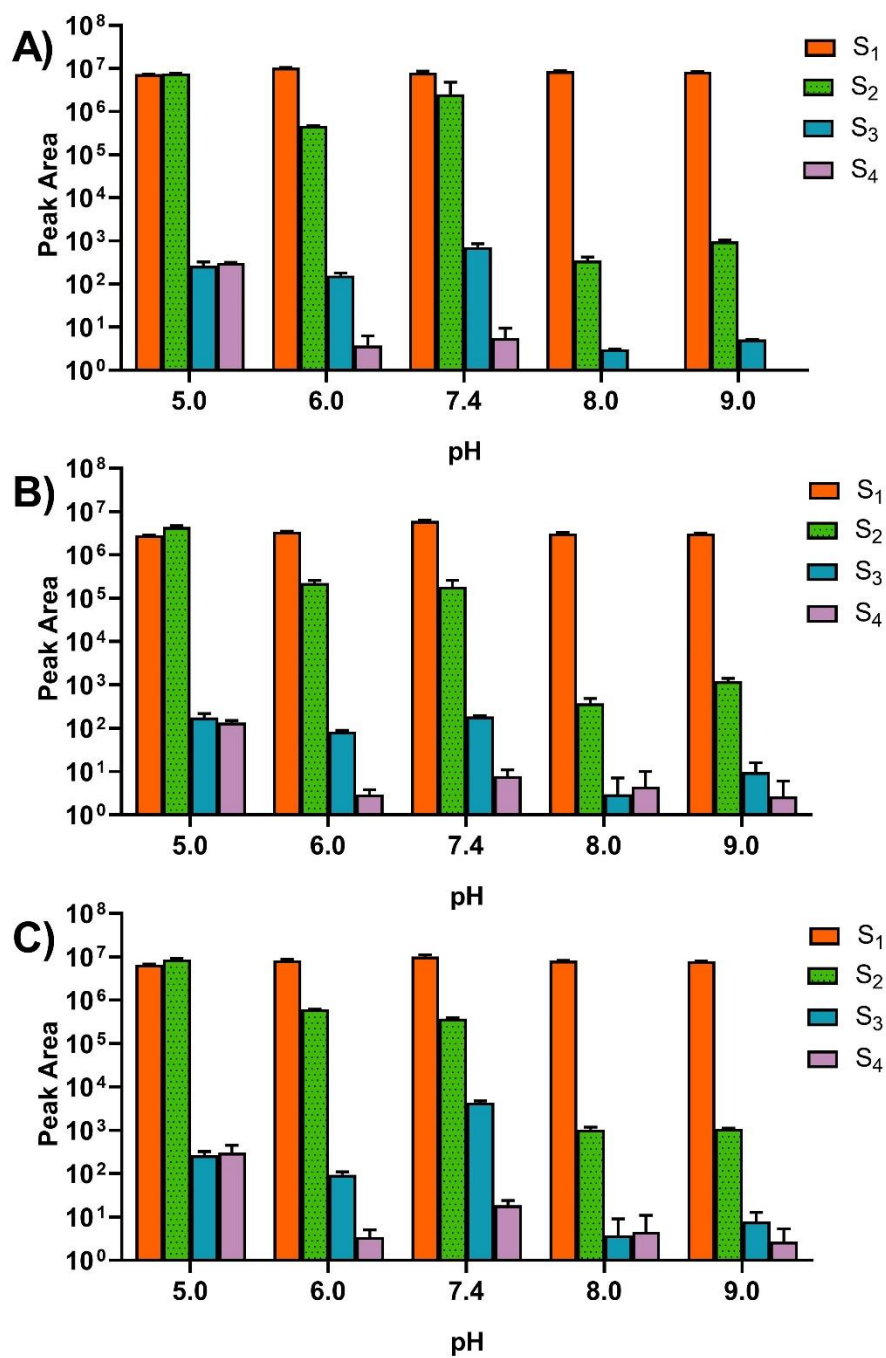 A)
Peak Area
10⁸
10⁷
10⁶
10⁵
10⁴
10³
10²
10¹
10⁰
5.0 6.0 7.4 8.0 9.0
pH
S₁
S₂
S₃
S₄
B)
Peak Area
10⁸
10⁷
10⁶
10⁵
10⁴
10³
10²
10¹
10⁰
5.0 6.0 7.4 8.0 9.0
pH
S₁
S₂
S₃
S₄
C)
Peak Area
10⁸
10⁷
10⁶
10⁵
10⁴
10³
10²
10¹
10⁰
5.0 6.0 7.4 8.0 9.0
pH
S₁
S₂
S₃
S₄